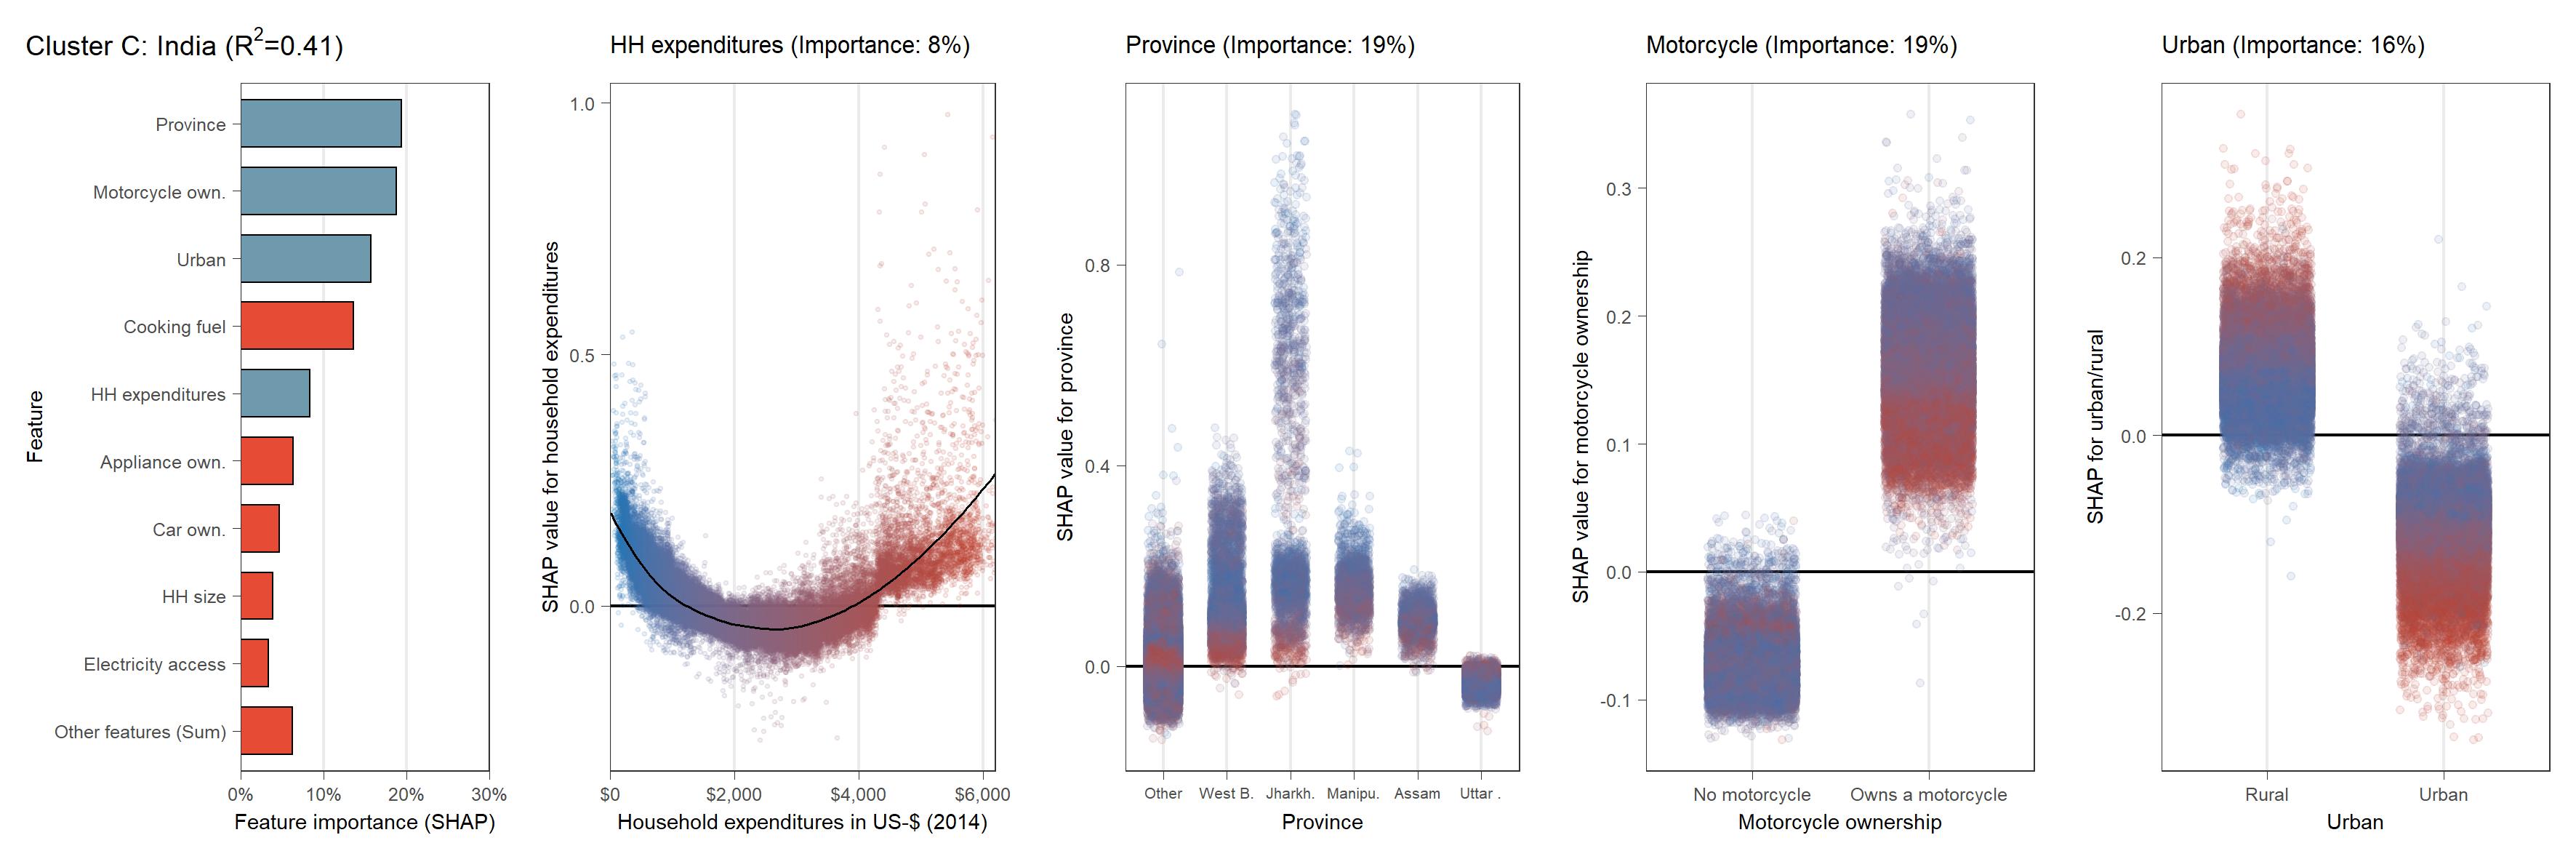 Cluster C: India (R²=0.41)
Feature
Province
Motorcycle own.
Urban
Cooking fuel
HH expenditures
Appliance own.
Car own.
HH size
Electricity access
Other features (Sum)
0% 10% 20% 30%
Feature importance (SHAP)
HH expenditures (Importance: 8%)
SHAP value for household expenditures
1.0
0.5
0.0
$0 $2,000 $4,000 $6,000
Household expenditures in US-$ (2014)
Province (Importance: 19%)
SHAP value for province
0.8
0.4
0.0
Other West B. Jharkh. Manipu. Assam Uttar .
Province
Motorcycle (Importance: 19%)
SHAP value for motorcycle ownership
0.3
0.2
0.1
0.0
-0.1
No motorcycle Owns a motorcycle
Motorcycle ownership
Urban (Importance: 16%)
SHAP for urban/rural
0.2
0.0
-0.2
Rural Urban
Urban